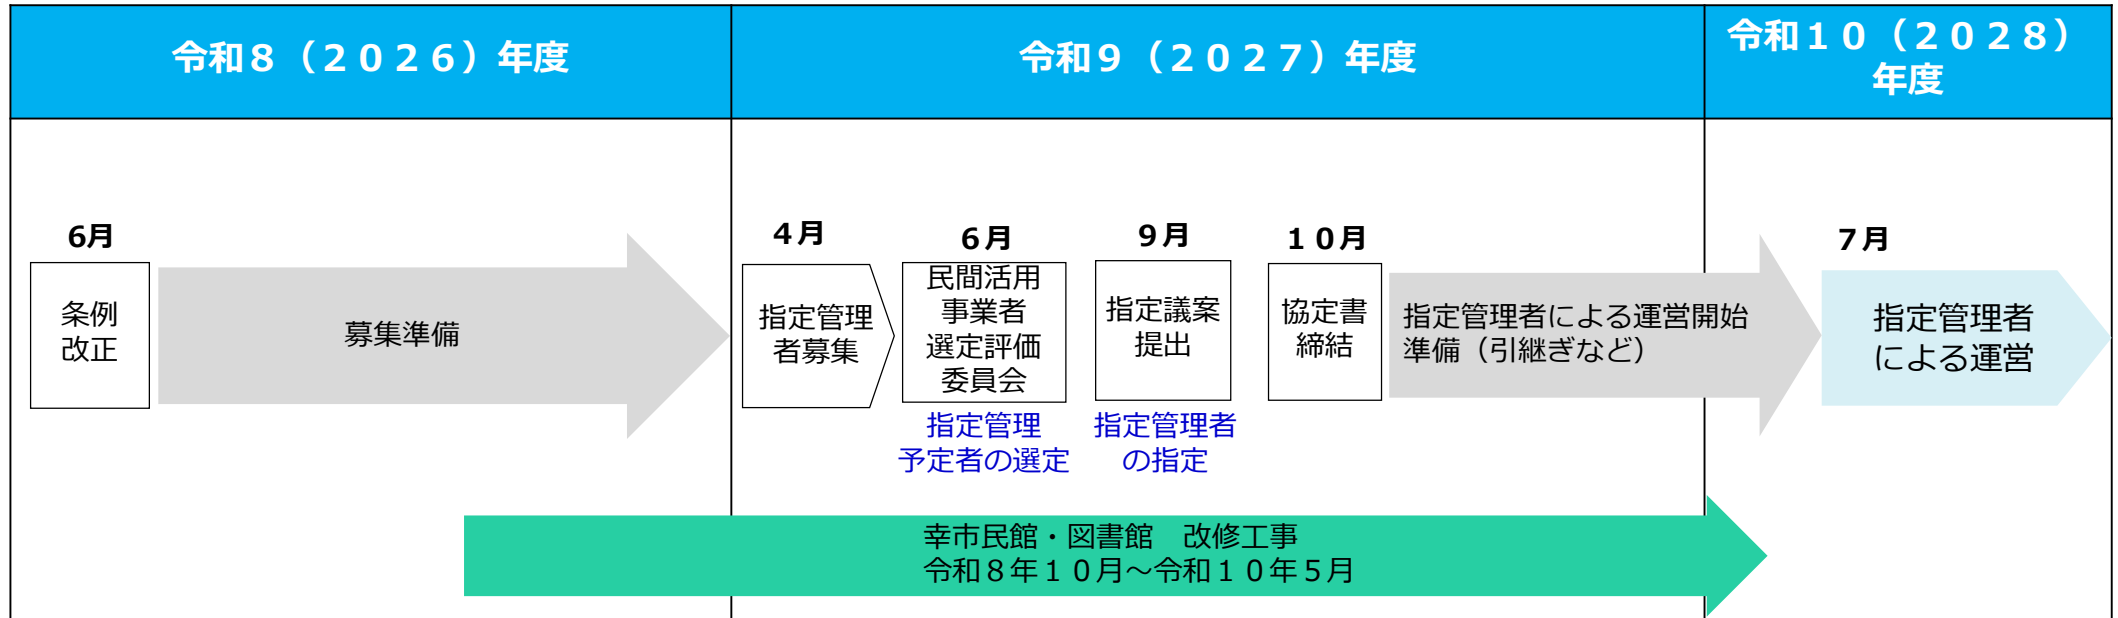 令和８（２０２６）年度
令和９（２０２７）年度
令和１０（２０２８）
年度
6月
条例
改正
募集準備
４月
指定管理
者募集
６月
民間活用
事業者
選定評価
委員会
指定管理
予定者の選定
９月
指定議案
提出
指定管理者
の指定
１０月
協定書
締結
指定管理者による運営開始
準備（引継ぎなど）
７月
指定管理者
による運営
幸市民館・図書館　改修工事
令和８年１０月～令和１０年５月